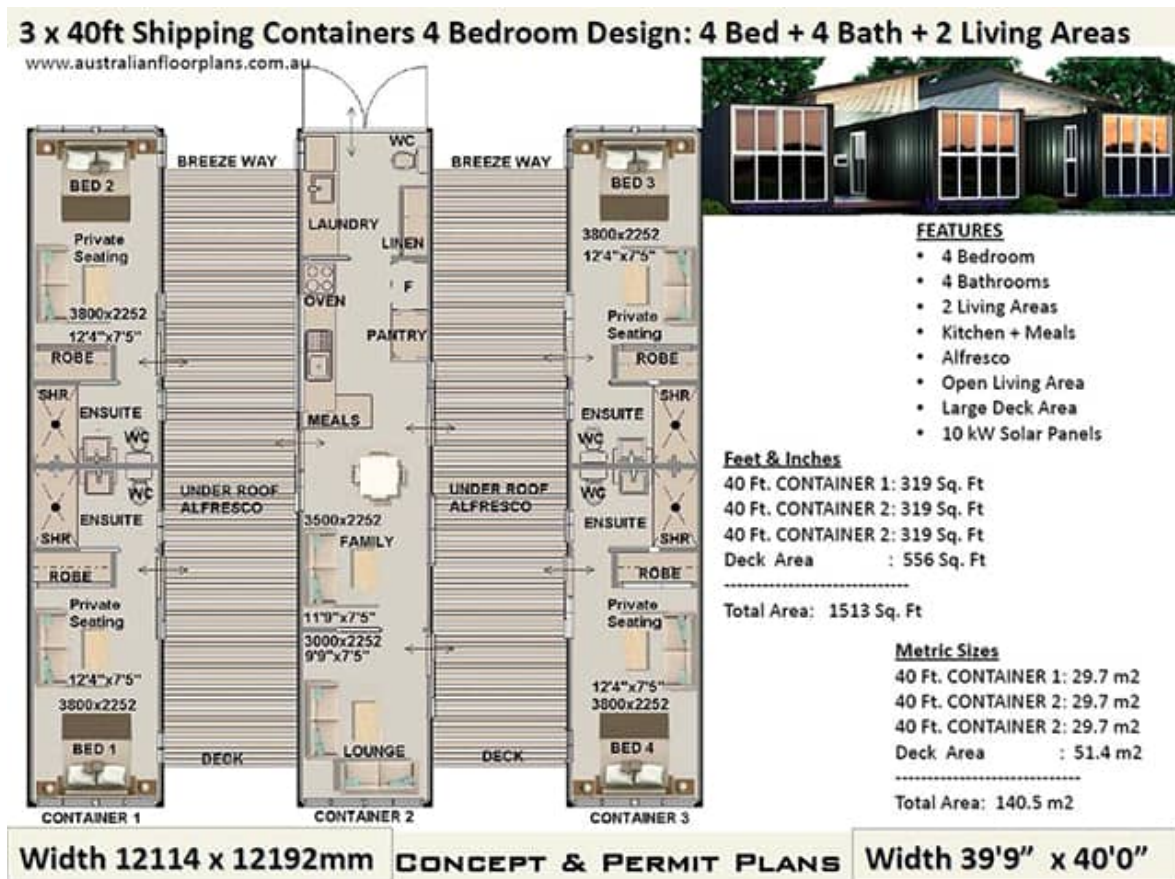 3 x 40ft Shipping Containers 4 Bedroom Design: 4 Bed + 4 Bath + 2 Living Areas
www.australianfloorplans.com.au
BED 2
Private
Seating
3800x2252
12'4"x7'5"
ROBE
SHR
ENSUITE
WC
WC
ENSUITE
SHR
ROBE
Private
Seating
12'4"x7'5"
3800x2252
BED 1
CONTAINER 1
BREEZE WAY
UNDER ROOF
ALFRESCO
DECK
WC
LAUNDRY
LINEN
OVEN
F
PANTRY
MEALS
3500x2252
FAMILY
11'9"x7'5"
3000x2252
9'9"x7'5"
LOUNGE
CONTAINER 2
BREEZE WAY
UNDER ROOF
ALFRESCO
DECK
BED 3
3800x2252
12'4"x7'5"
Private
Seating
ROBE
SHR
ENSUITE
WC
WC
ENSUITE
SHR
ROBE
Private
Seating
12'4"x7'5"
3800x2252
BED 4
CONTAINER 3
FEATURES
• 4 Bedroom
• 4 Bathrooms
• 2 Living Areas
• Kitchen + Meals
• Alfresco
• Open Living Area
• Large Deck Area
• 10 kW Solar Panels
Feet & Inches
40 Ft. CONTAINER 1: 319 Sq. Ft
40 Ft. CONTAINER 2: 319 Sq. Ft
40 Ft. CONTAINER 2: 319 Sq. Ft
Deck Area : 556 Sq. Ft
--------------------------------
Total Area: 1513 Sq. Ft
Metric Sizes
40 Ft. CONTAINER 1: 29.7 m2
40 Ft. CONTAINER 2: 29.7 m2
40 Ft. CONTAINER 2: 29.7 m2
Deck Area : 51.4 m2
--------------------------------
Total Area: 140.5 m2
Width 12114 x 12192mm
CONCEPT & PERMIT PLANS
Width 39'9” x 40'0”